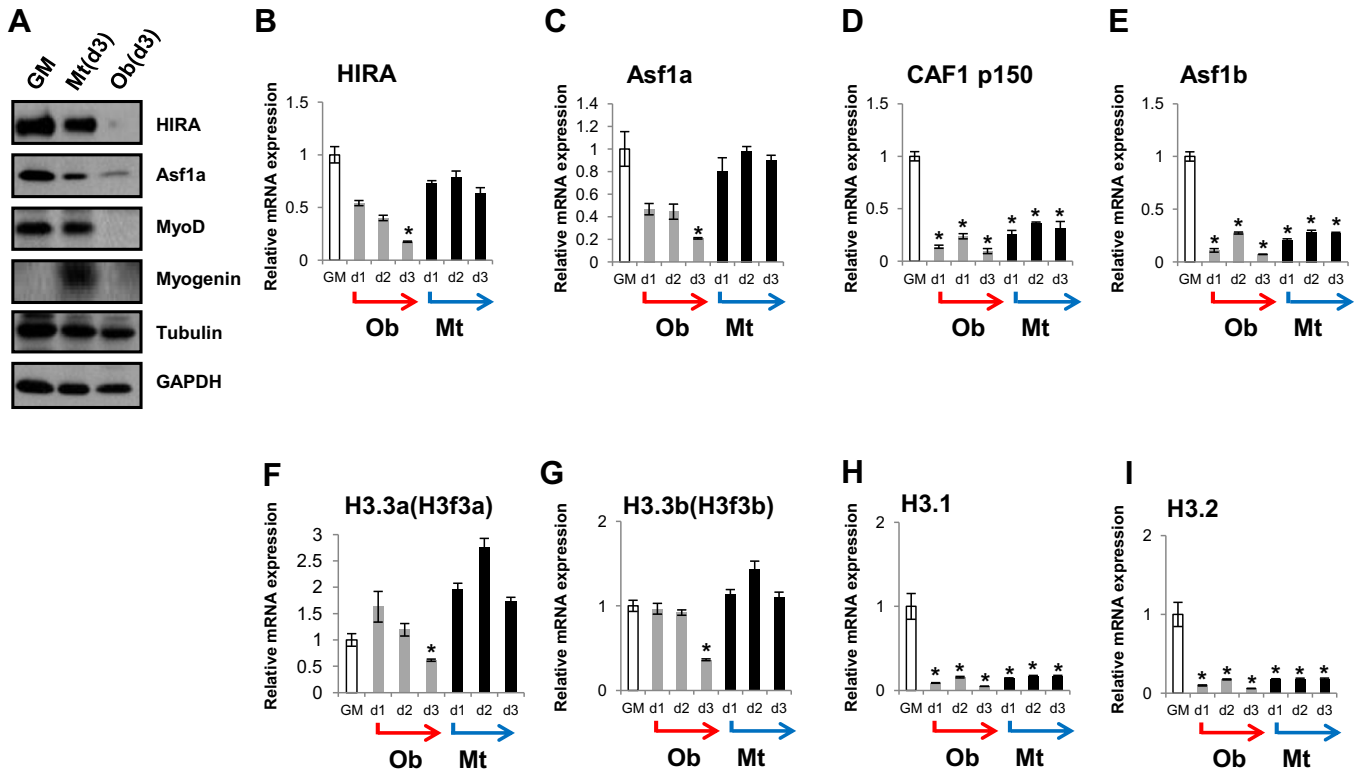 A
GM
Mt(d3)
Ob(d3)
HIRA
Asf1a
MyoD
Myogenin
Tubulin
GAPDH
B
HIRA
Relative mRNA expression
1.5
1
0.5
0
*
GM d1 d2 d3 d1 d2 d3
Ob Mt
C
Asf1a
Relative mRNA expression
1.4
1.2
1
0.8
0.6
0.4
0.2
0
*
GM d1 d2 d3 d1 d2 d3
Ob Mt
D
CAF1 p150
Relative mRNA expression
1.5
1
0.5
0
* * * * * *
GM d1 d1 d3 d1 d2 d3
Ob Mt
E
Asf1b
Relative mRNA expression
1.5
1
0.5
0
* * * * * *
GM d1 d2 d3 d1 d2 d3
Ob Mt
F
H3.3a(H3f3a)
Relative mRNA expression
3
2.5
2
1.5
1
0.5
0
*
GM d1 d2 d3 d1 d2 d3
Ob Mt
G
H3.3b(H3f3b)
Relative mRNA expression
2
1
0
*
GM d1 d2 d3 d1 d2 d3
Ob Mt
H
H3.1
Relative mRNA expression
2
1
0
* * * * * *
GM d1 d2 d3 d1 d2 d3
Ob Mt
I
H3.2
Relative mRNA expression
2
1
0
* * * * * *
GM d1 d2 d3 d1 d2 d3
Ob Mt